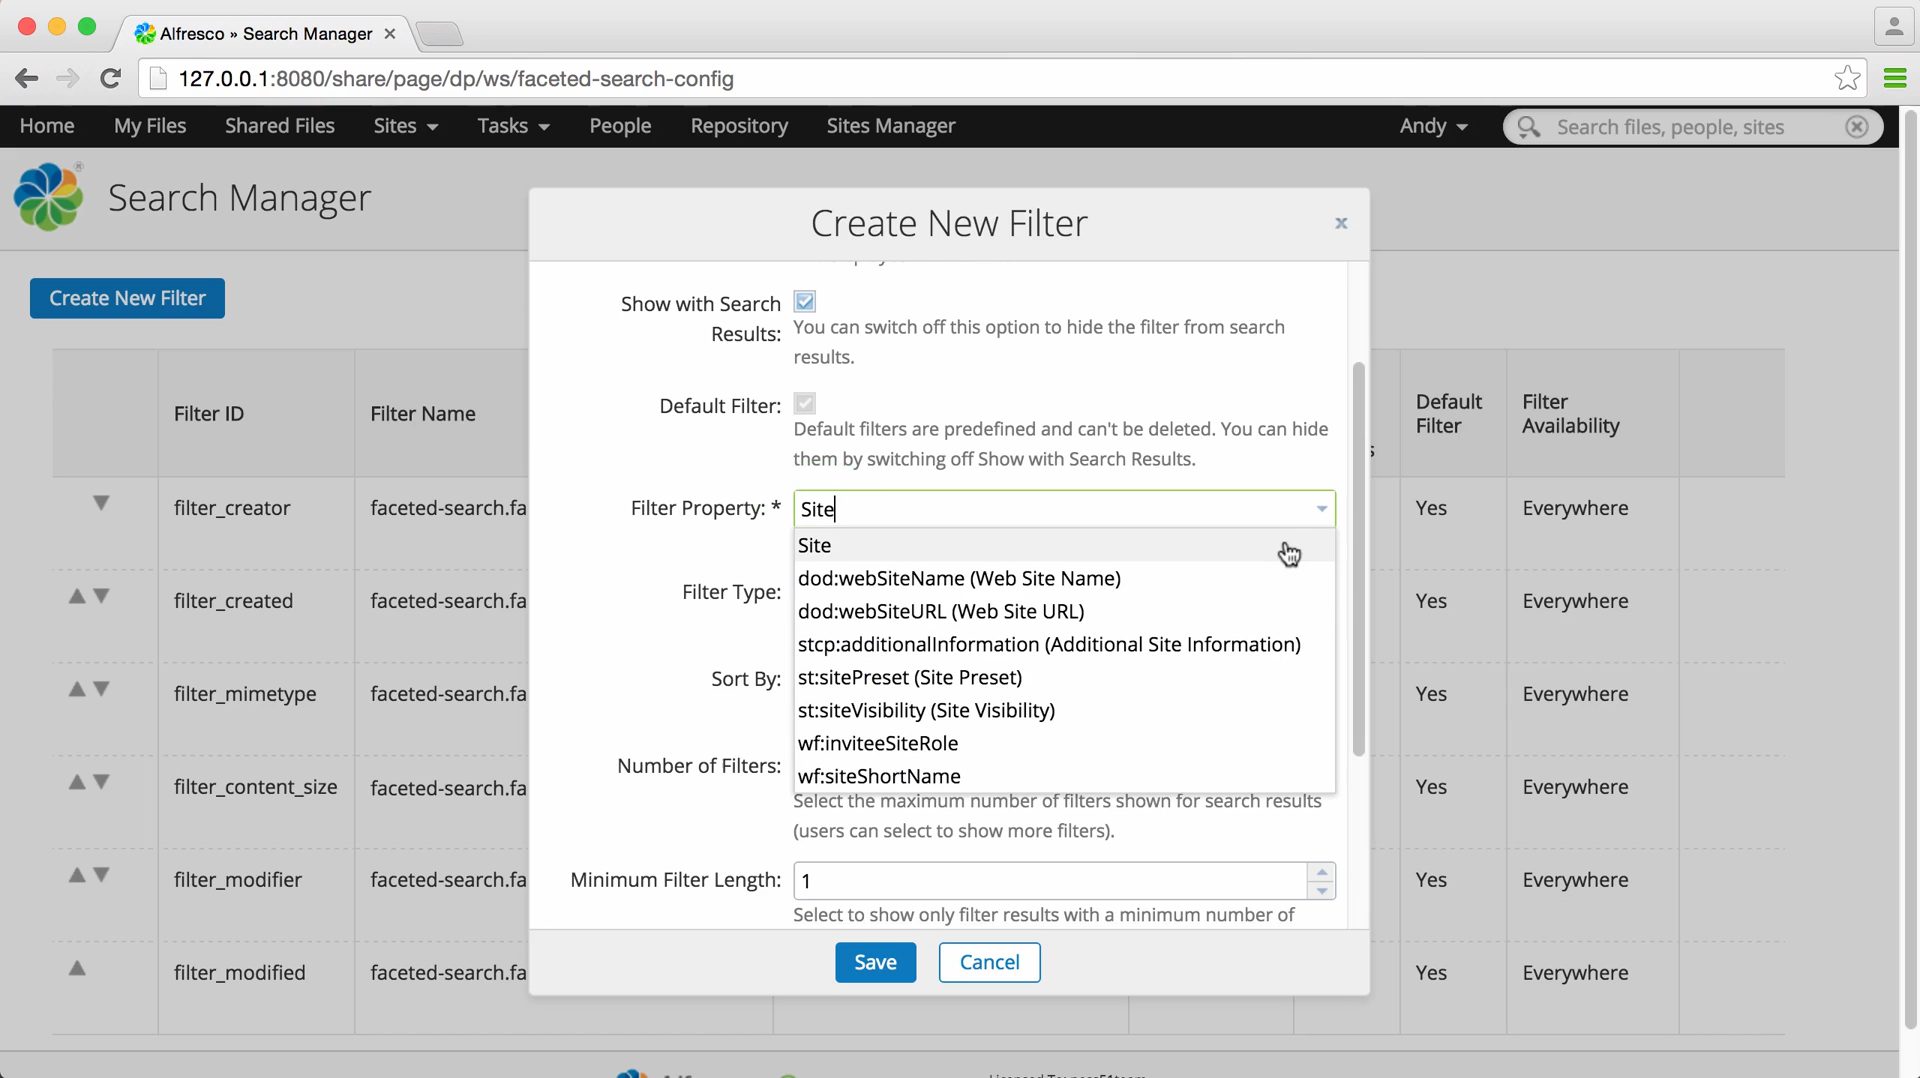 Alfresco » Search Manager
127.0.0.1:8080/share/page/dp/ws/faceted-search-config
Home My Files Shared Files Sites Tasks People Repository Sites Manager Andy Search files, people, sites
Search Manager
Create New Filter
Create New Filter
Filter ID Filter Name Default Filter Filter Availability
filter_creator faceted-search.fa Yes Everywhere
filter_created faceted-search.fa Yes Everywhere
filter_mimetype faceted-search.fa Yes Everywhere
filter_content_size faceted-search.fa Yes Everywhere
filter_modifier faceted-search.fa Yes Everywhere
filter_modified faceted-search.fa Yes Everywhere
Show with Search
Results:
You can switch off this option to hide the filter from search
results.
Default Filter:
Default filters are predefined and can't be deleted. You can hide
them by switching off Show with Search Results.
Filter Property: * Site
Site
dod:webSiteName (Web Site Name)
dod:webSiteURL (Web Site URL)
stcp:additionalInformation (Additional Site Information)
st:sitePreset (Site Preset)
st:siteVisibility (Site Visibility)
wf:inviteeSiteRole
wf:siteShortName
Filter Type:
Sort By:
Number of Filters:
Select the maximum number of filters shown for search results
(users can select to show more filters).
Minimum Filter Length: 1
Select to show only filter results with a minimum number of
Save Cancel